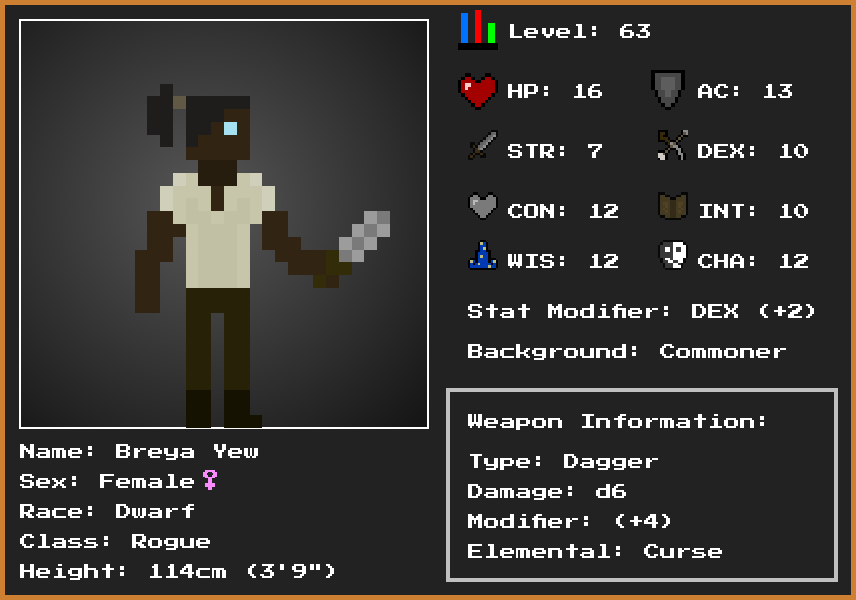 Level: 63
HP: 16
AC: 13
STR: 7
DEX: 10
CON: 12
INT: 10
WIS: 12
CHA: 12
Stat Modifier: DEX (+2)
Background: Commoner
Weapon Information:
Type: Dagger
Damage: d6
Modifier: (+4)
Elemental: Curse
Name: Breya Yew
Sex: Female♀
Race: Dwarf
Class: Rogue
Height: 114cm (3'9")